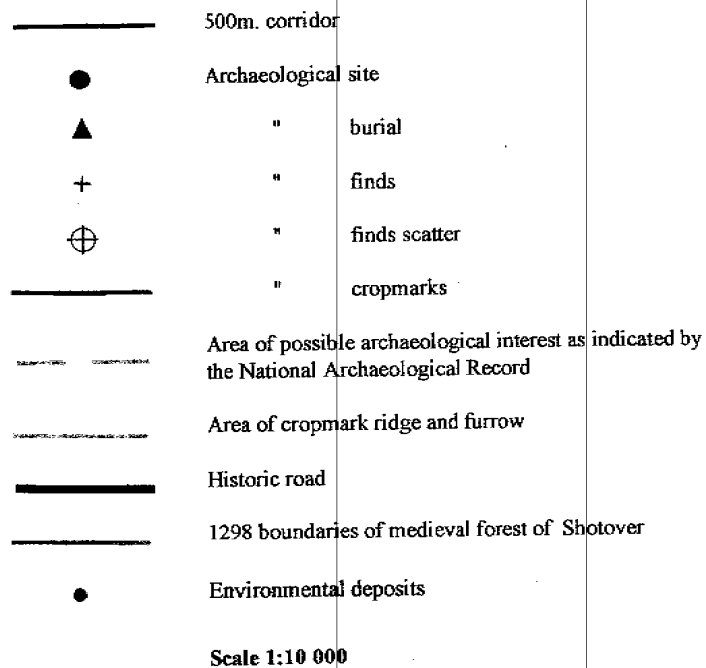 500m. corridor
Archaeological site
" burial
" finds
" finds scatter
" cropmarks
Area of possible archaeological interest as indicated by
the National Archaeological Record
Area of cropmark ridge and furrow
Historic road
1298 boundaries of medieval forest of Shotover
Environmental deposits
Scale 1:10 000